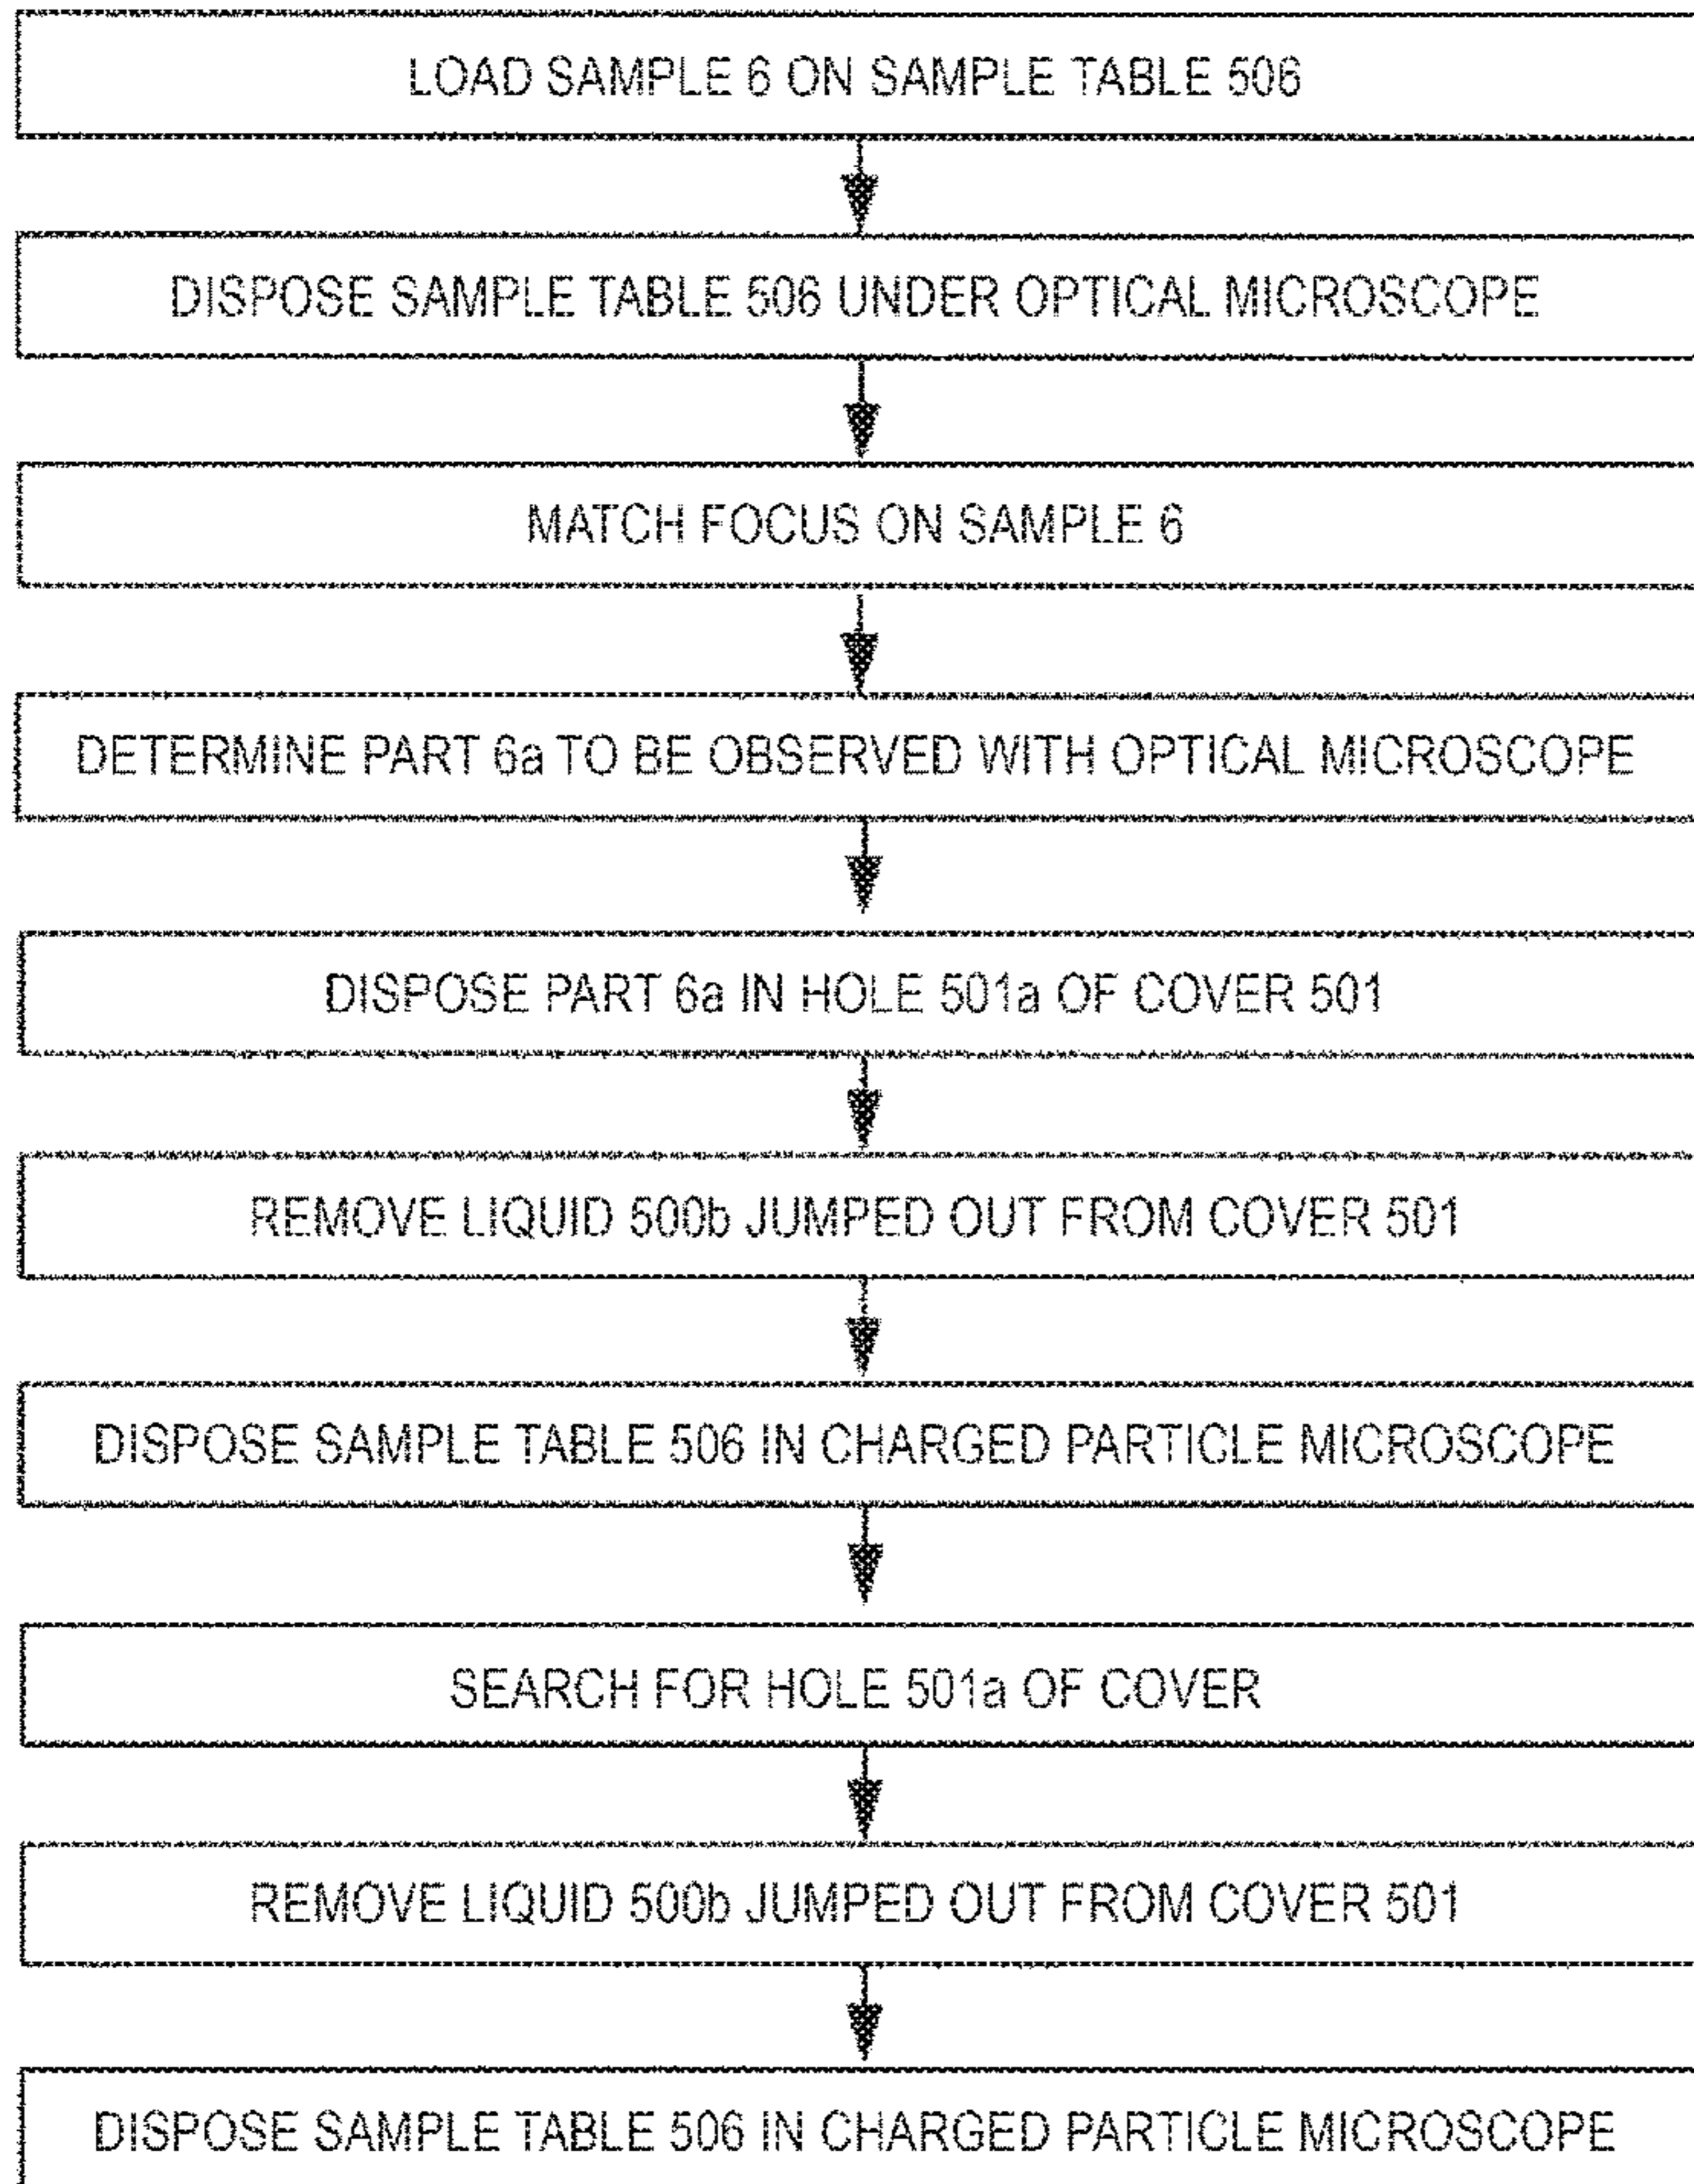 LOAD SAMPLE 6 ON SAMPLE TABLE 506
DISPOSE SAMPLE TABLE 506 UNDER OPTICAL MICROSCOPE
MATCH FOCUS ON SAMPLE 6
DETERMINE PART 6a TO BE OBSERVED WITH OPTICAL MICROSCOPE
DISPOSE PART 6a IN HOLE 501a OF COVER 501
REMOVE LIQUID 500b JUMPED OUT FROM COVER 501
DISPOSE SAMPLE TABLE 506 IN CHARGED PARTICLE MICROSCOPE
SEARCH FOR HOLE 501a OF COVER
REMOVE LIQUID 500b JUMPED OUT FROM COVER 501
DISPOSE SAMPLE TABLE 506 IN CHARGED PARTICLE MICROSCOPE